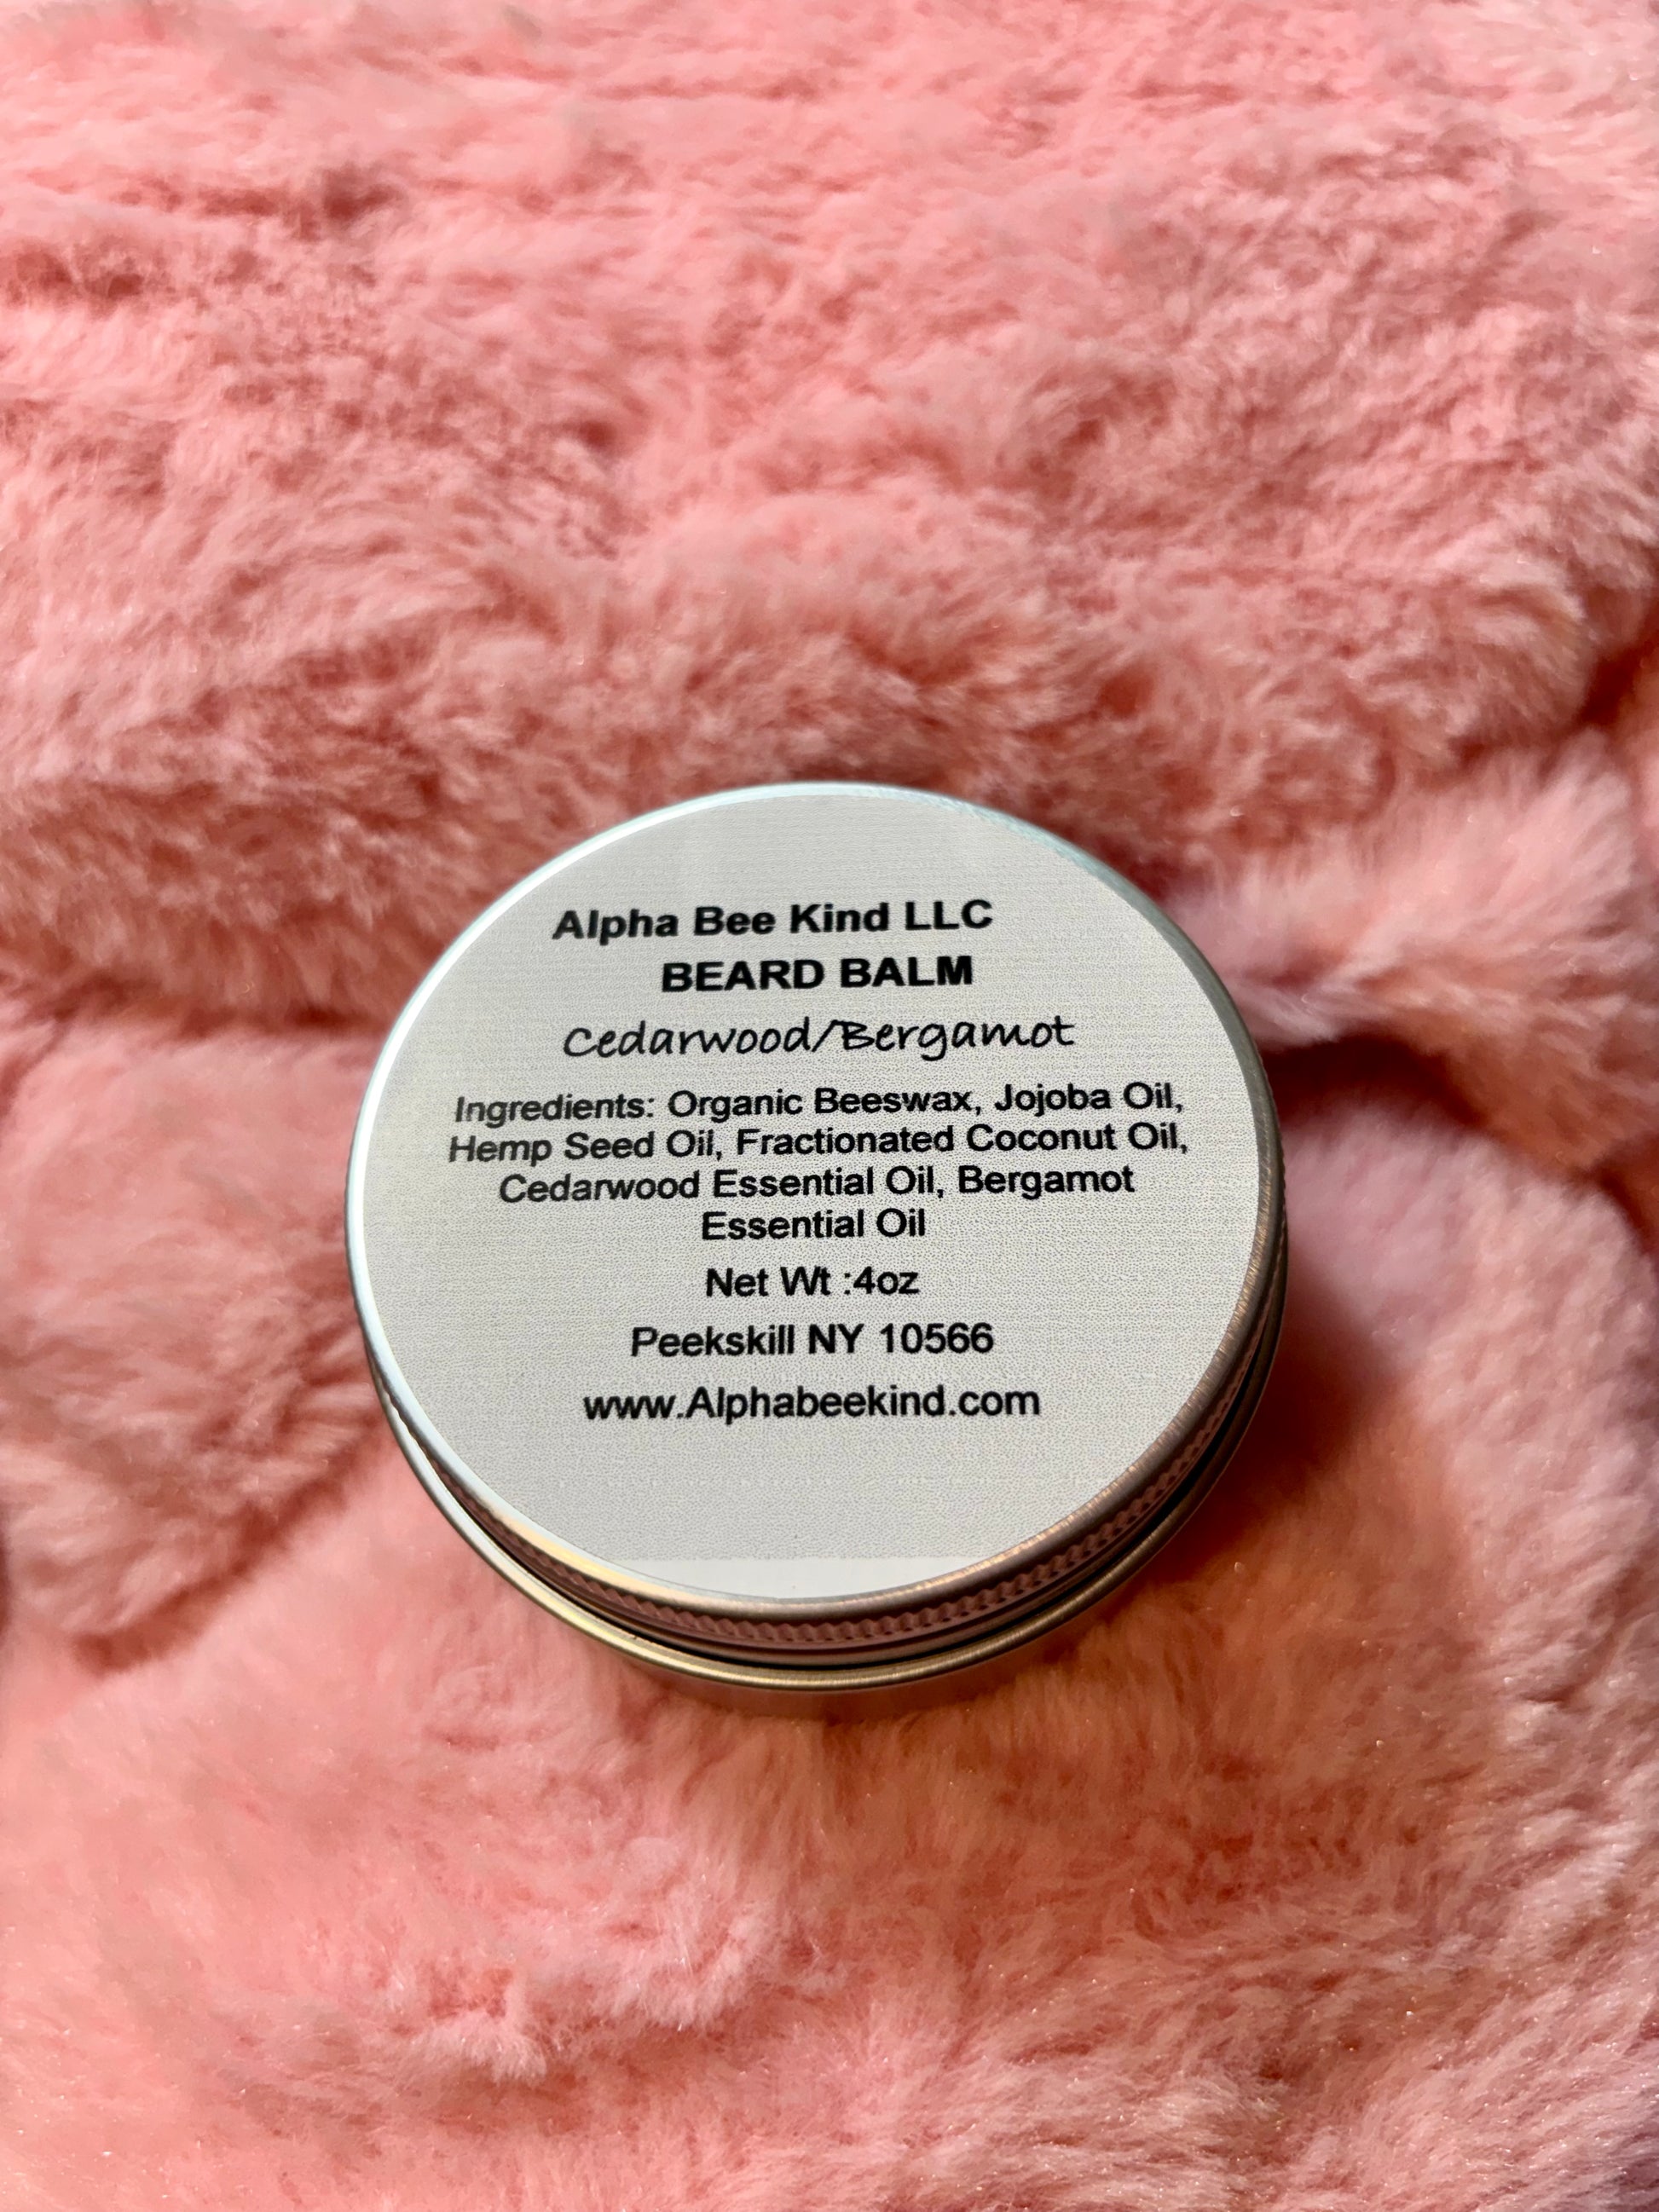 Alpha Bee Kind LLC
BEARD BALM
Cedarwood/Bergamot
Ingredients: Organic Beeswax, Jojoba Oil,
Hemp Seed Oil, Fractionated Coconut Oil,
Cedarwood Essential Oil, Bergamot
Essential Oil
Net Wt :4oz
Peekskill NY 10566
www.Alphabeekind.com